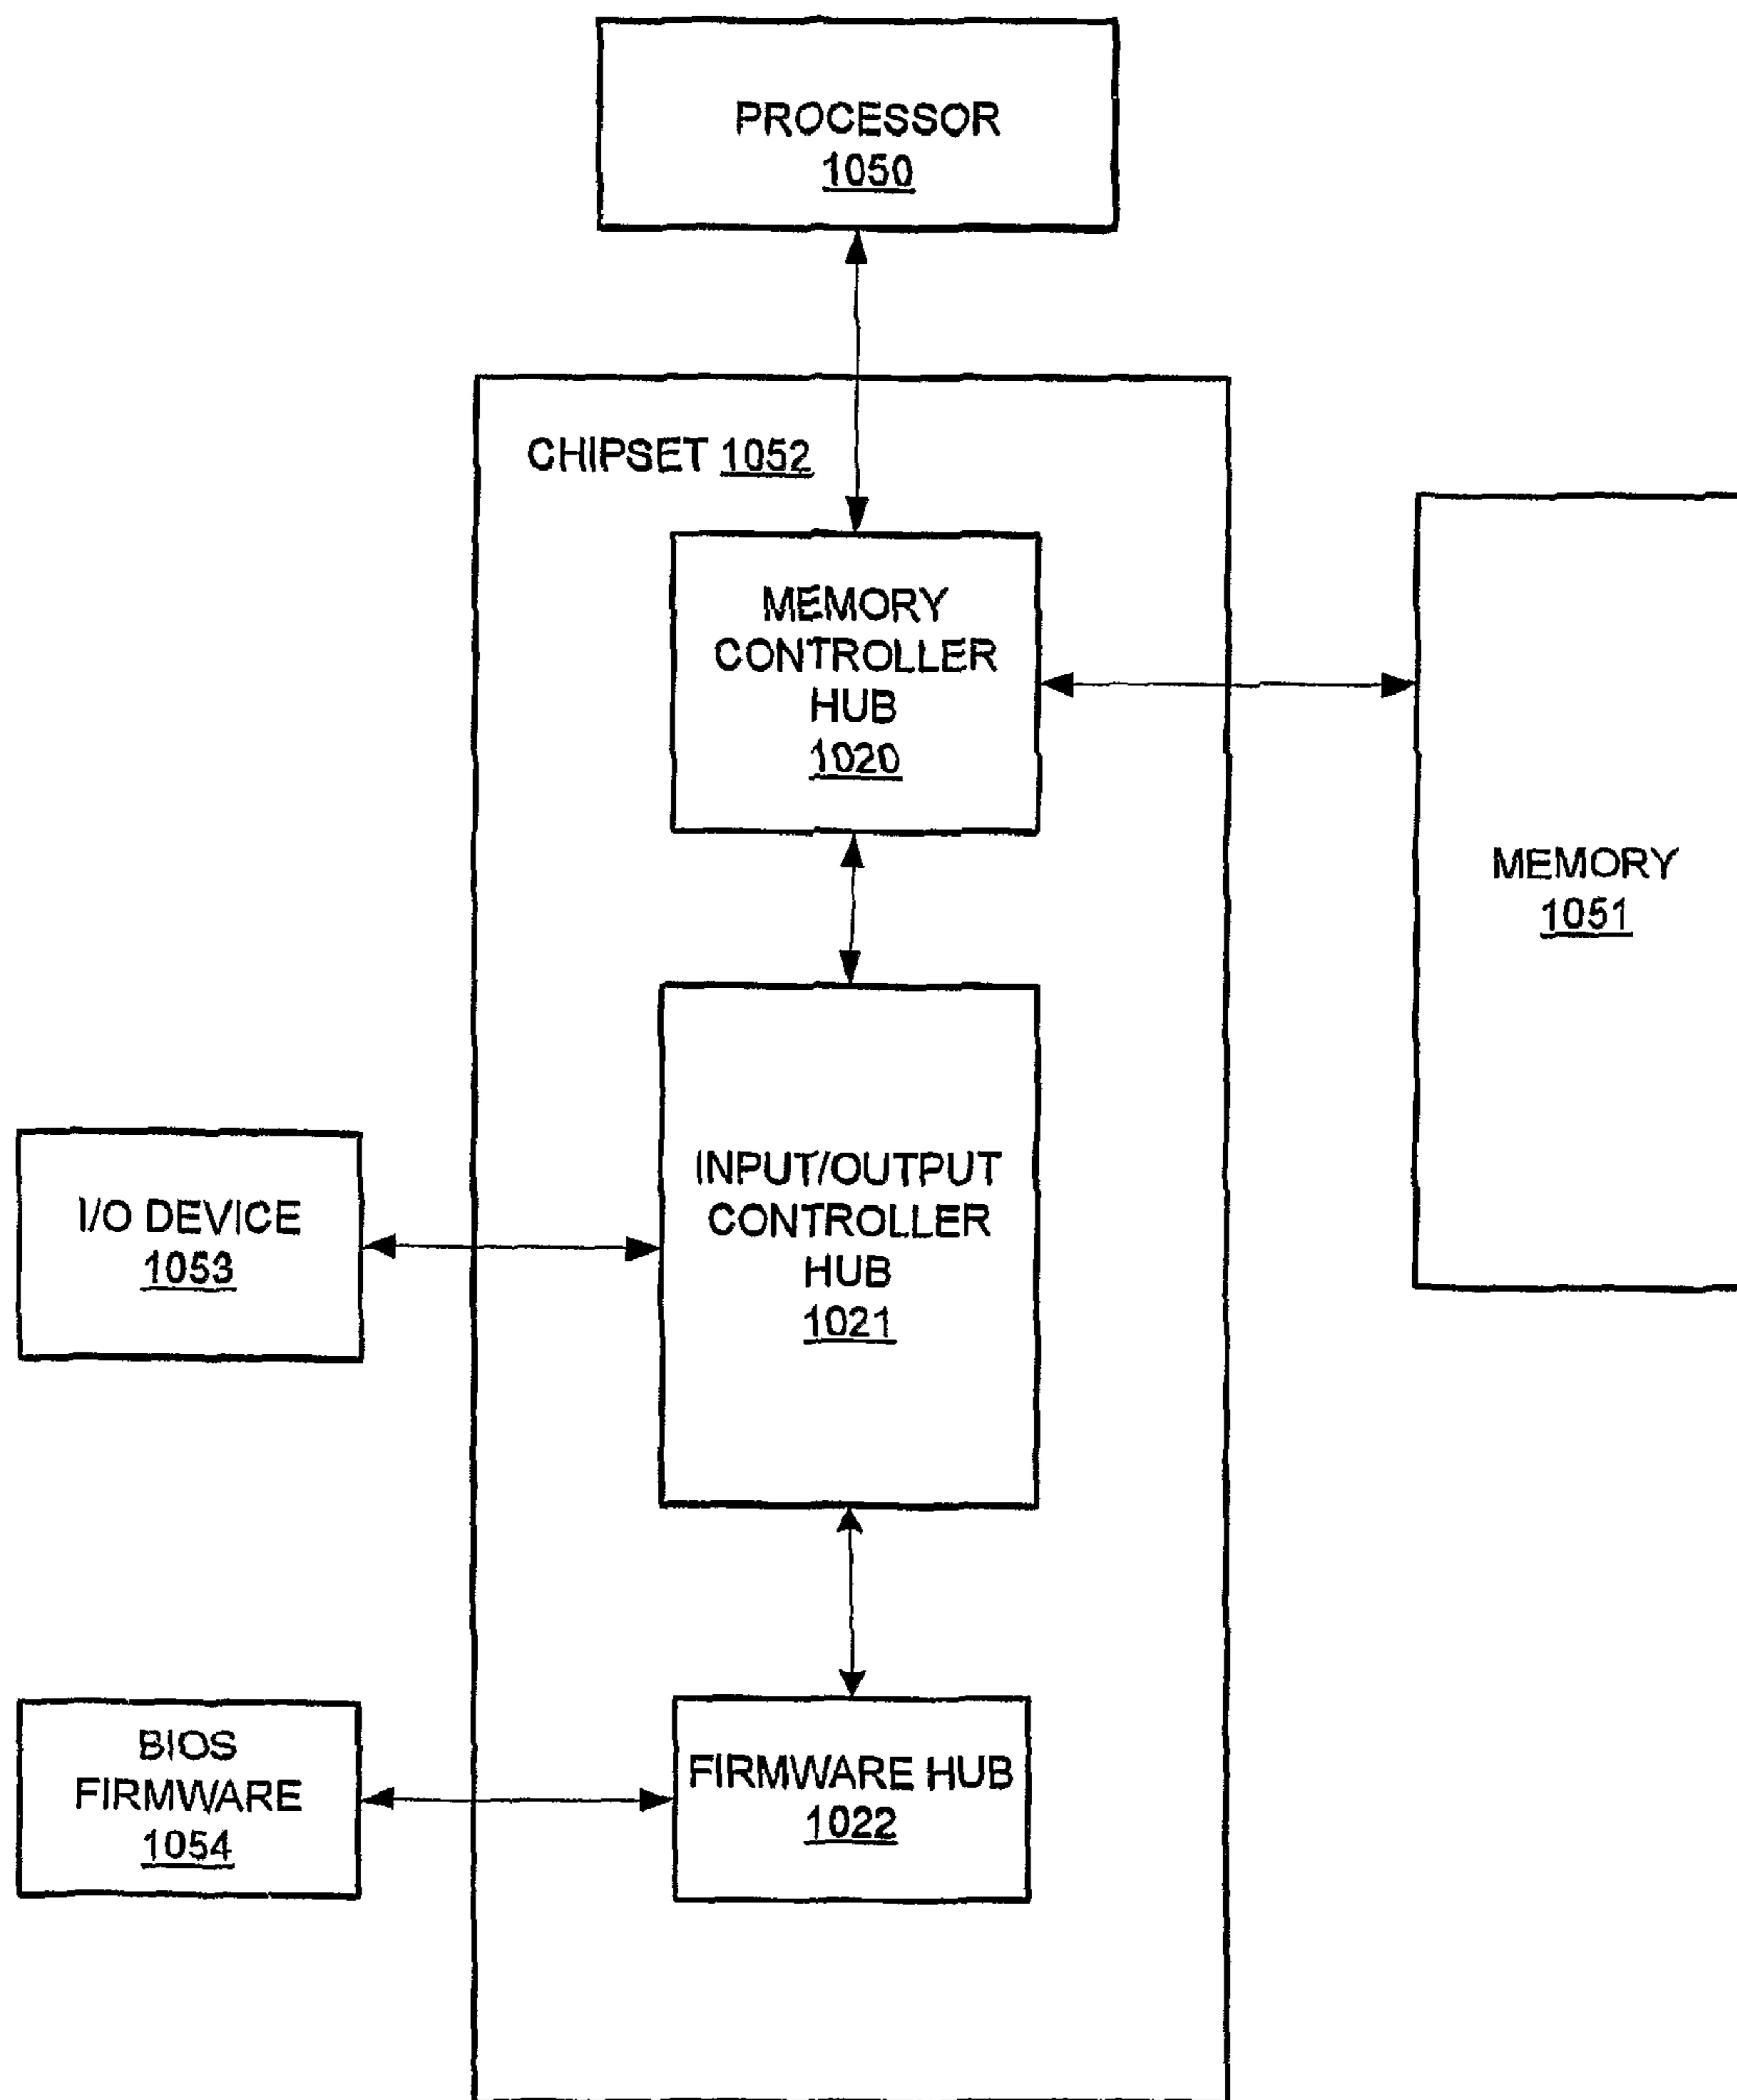 PROCESSOR
1050
CHIPSET 1052
MEMORY
CONTROLLER
HUB
1020
MEMORY
1051
INPUT/OUTPUT
CONTROLLER
HUB
1021
I/O DEVICE
1053
BIOS
FIRMWARE
1054
FIRMWARE HUB
1022